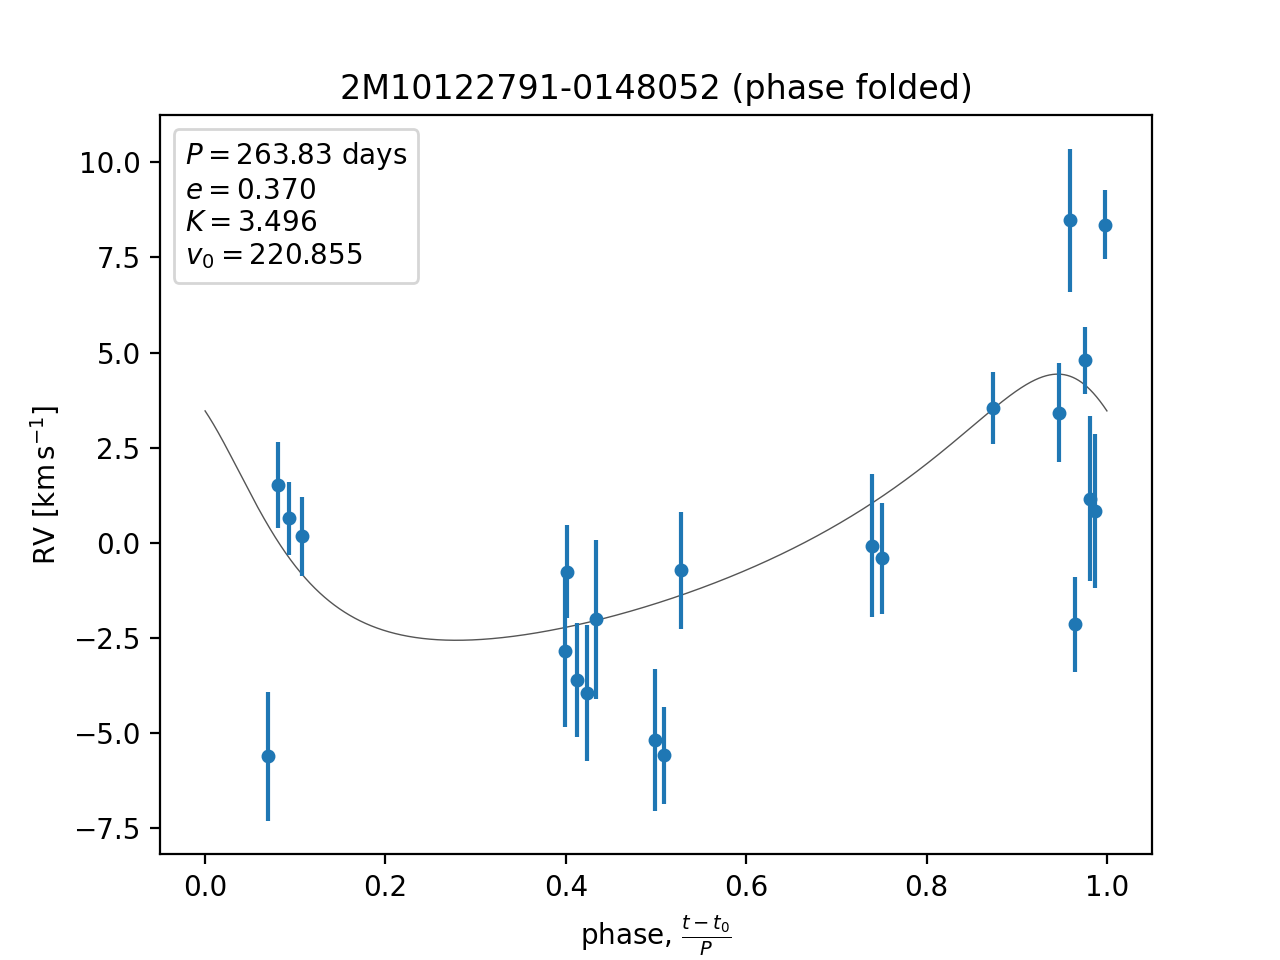 2M10122791-0148052 (phase folded)
P = 263.83 days
e = 0.370
K = 3.496
v₀ = 220.855
10.0
7.5
5.0
2.5
0.0
−2.5
−5.0
−7.5
RV [km s⁻¹]
0.0 0.2 0.4 0.6 0.8 1.0
phase, (t − t₀)/P